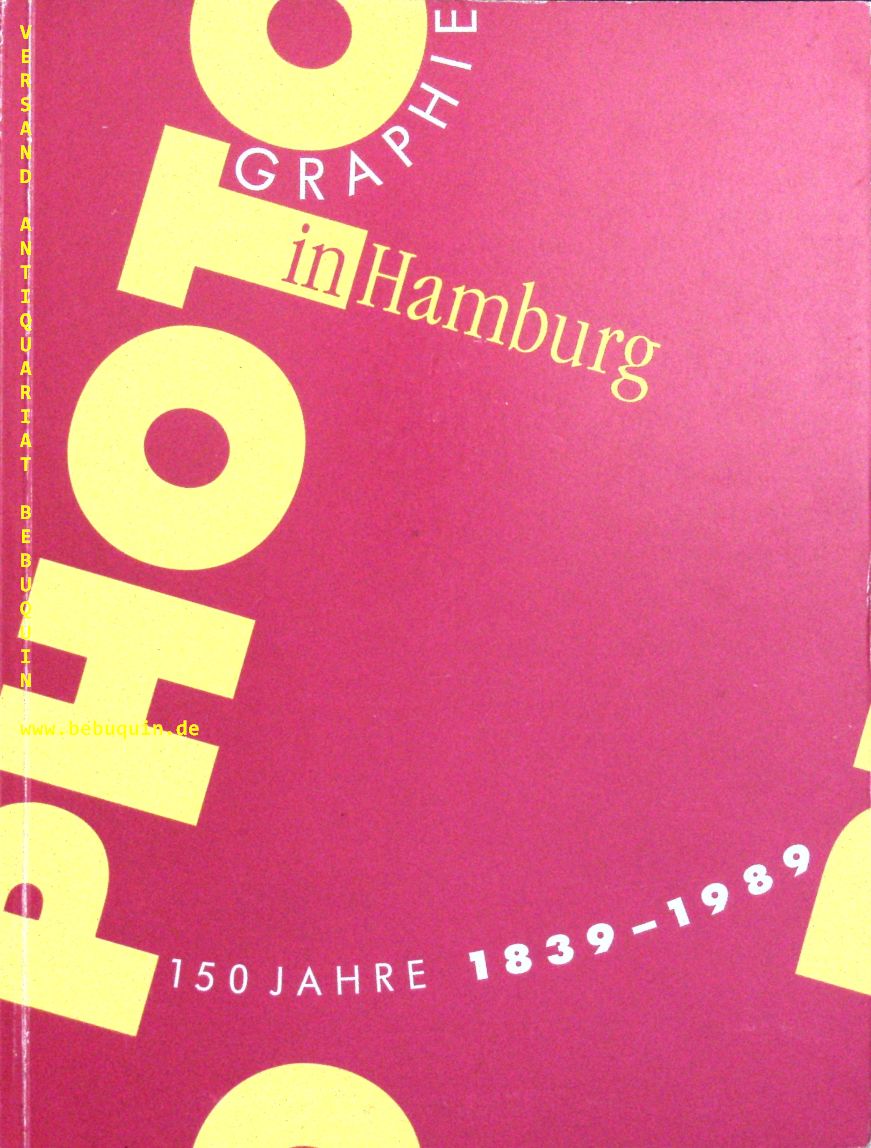 PHOTO
GRAPHIE
in Hamburg
150 JAHRE 1839–1989
VERSAND ANTIQUARIAT BEBUQUIN
www.bebuquin.de